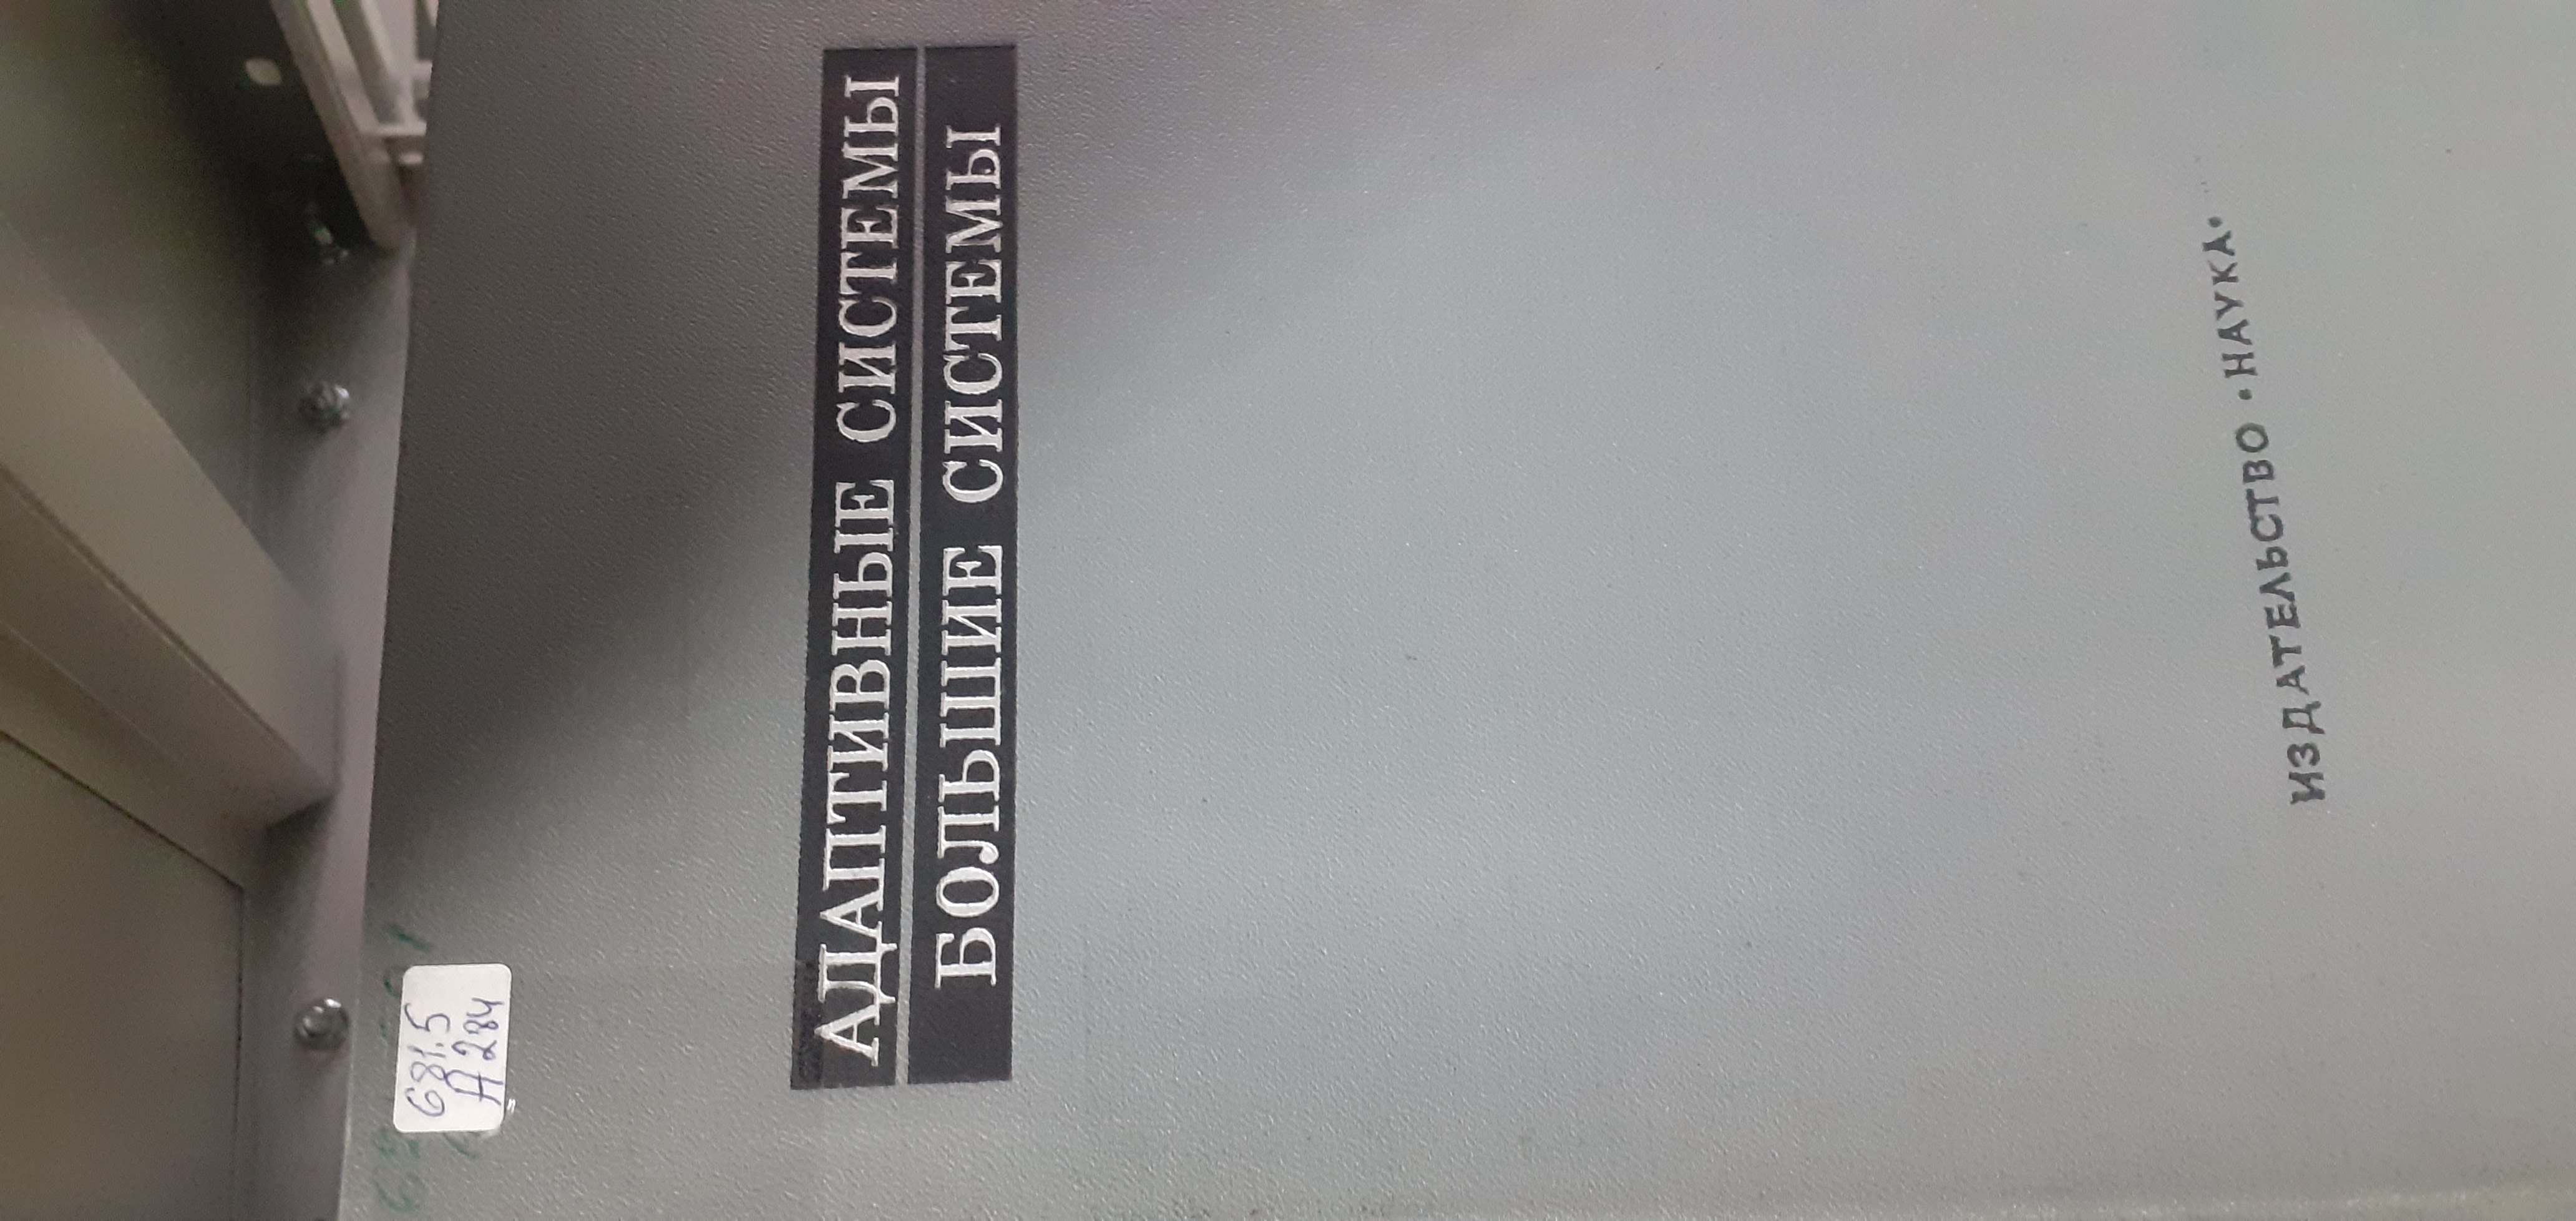 681.5
А 284
АДАПТИВНЫЕ СИСТЕМЫ
БОЛЬШИЕ СИСТЕМЫ
ИЗДАТЕЛЬСТВО •НАУКА•